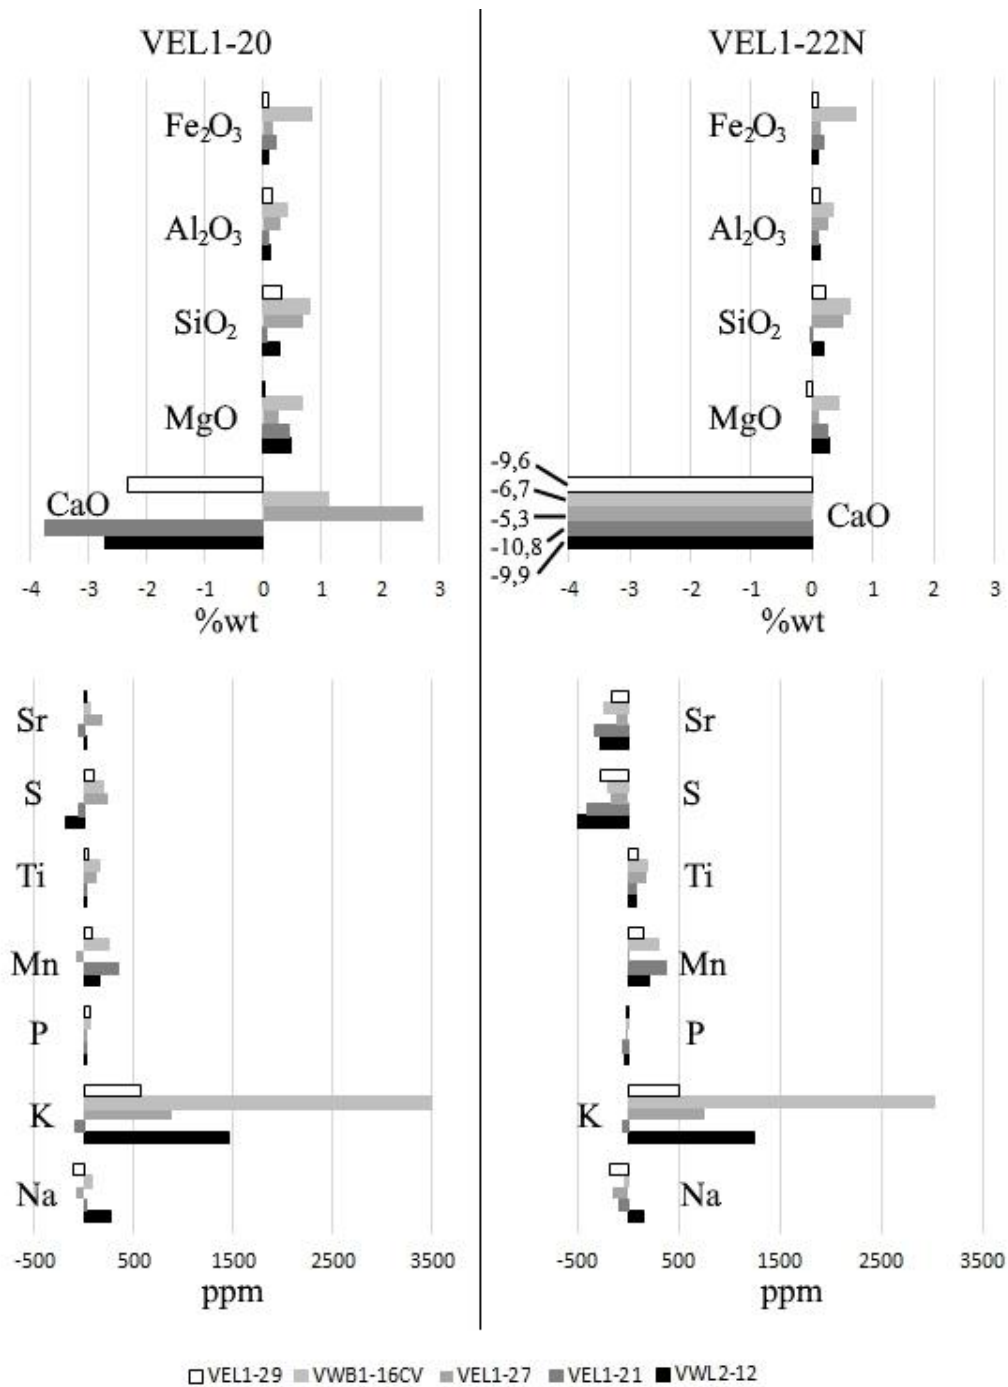 VEL1-20
Fe₂O₃
Al₂O₃
SiO₂
MgO
CaO
-4 -3 -2 -1 0 1 2 3
%wt
VEL1-22N
Fe₂O₃
Al₂O₃
SiO₂
MgO
-9,6
-6,7
-5,3
-10,8
-9,9
CaO
-4 -3 -2 -1 0 1 2 3
%wt
Sr
S
Ti
Mn
P
K
Na
-500 500 1500 2500 3500
ppm
Sr
S
Ti
Mn
P
K
Na
-500 500 1500 2500 3500
ppm
VEL1-29 VWB1-16CV VEL1-27 VEL1-21 VWL2-12